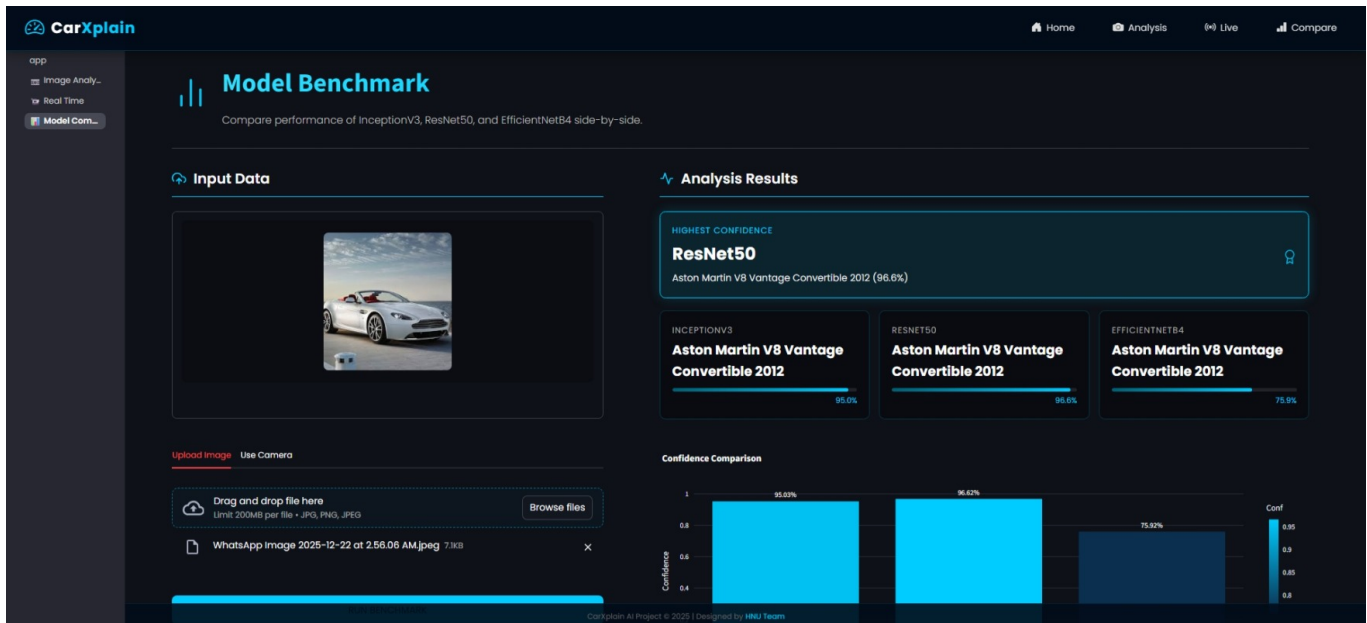 CarXplain
Home
Analysis
Live
Compare
app
Image Analy...
Real Time
Model Com...
Model Benchmark
Compare performance of InceptionV3, ResNet50, and EfficientNetB4 side-by-side.
Input Data
Upload Image
Use Camera
Drag and drop file here
Limit 200MB per file • JPG, PNG, JPEG
Browse files
WhatsApp Image 2025-12-22 at 2.56.06 AM.jpeg 7.1KB
Analysis Results
HIGHEST CONFIDENCE
ResNet50
Aston Martin V8 Vantage Convertible 2012 (96.6%)
INCEPTIONV3
Aston Martin V8 Vantage
Convertible 2012
95.0%
RESNET50
Aston Martin V8 Vantage
Convertible 2012
96.6%
EFFICIENTNETB4
Aston Martin V8 Vantage
Convertible 2012
75.9%
Confidence Comparison
1
0.8
0.6
0.4
Confidence
95.03%
96.62%
75.92%
Conf
0.95
0.9
0.85
0.8
CarXplain AI Project © 2025 | Designed by HNU Team